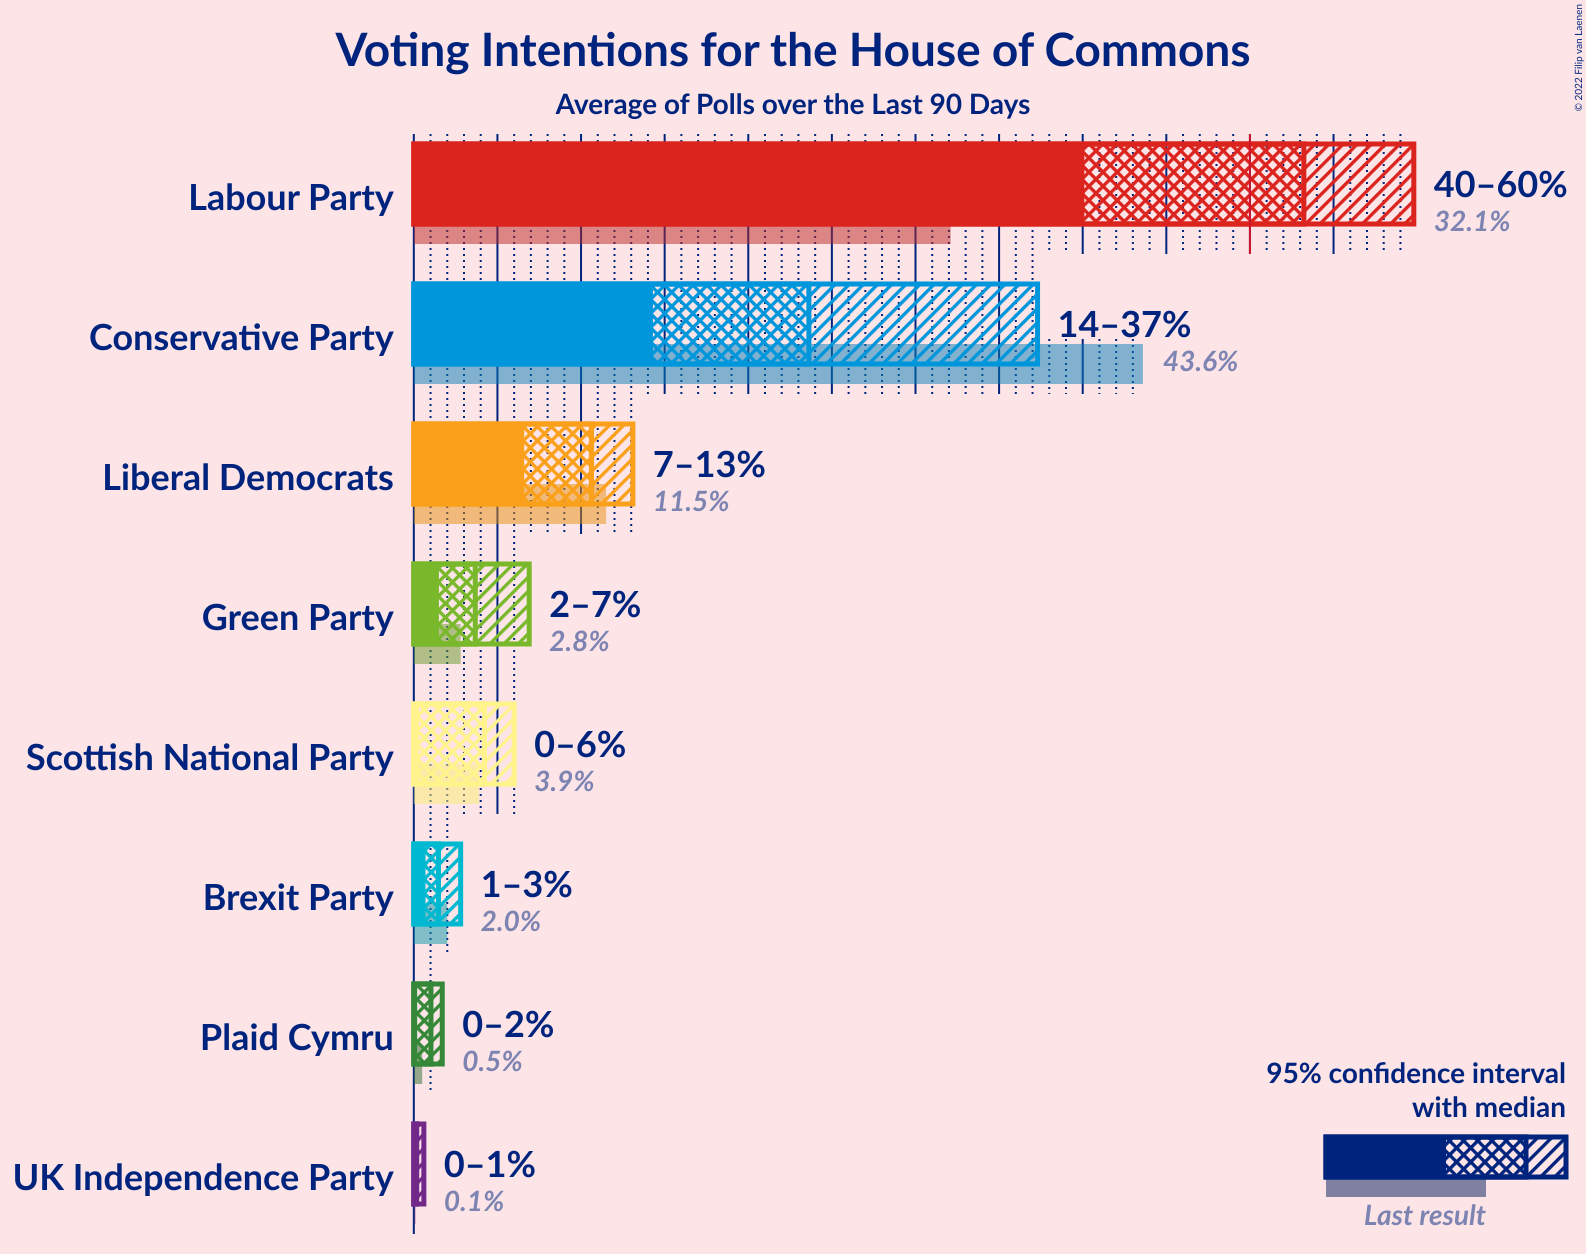 Voting Intentions for the House of Commons
Average of Polls over the Last 90 Days
© 2022 Filip van Laenen
Labour Party
40–60%
32.1%
Conservative Party
14–37%
43.6%
Liberal Democrats
7–13%
11.5%
Green Party
2–7%
2.8%
Scottish National Party
0–6%
3.9%
Brexit Party
1–3%
2.0%
Plaid Cymru
0–2%
0.5%
UK Independence Party
0–1%
0.1%
95% confidence interval
with median
Last result